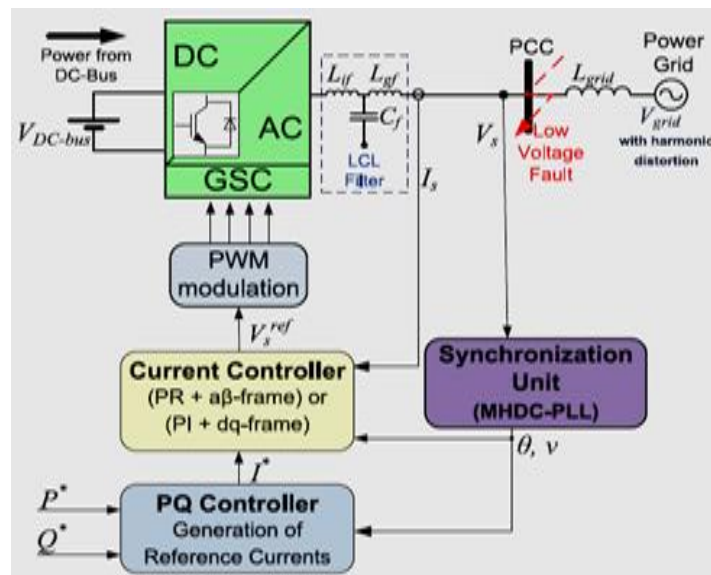 Power from
DC-Bus
V_DC-bus
DC
AC
GSC
L_if
L_gf
C_f
LCL
Filter
I_s
V_s
PCC
Low
Voltage
Fault
L_grid
Power
Grid
V_grid
with harmonic
distortion
PWM
modulation
V_s^ref
Current Controller
(PR + aβ-frame) or
(PI + dq-frame)
Synchronization
Unit
(MHDC-PLL)
θ, v
I*
P*
Q*
PQ Controller
Generation of
Reference Currents